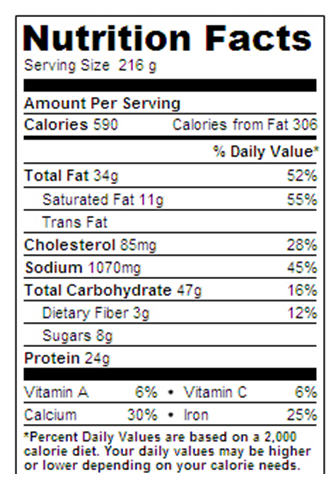 Nutrition Facts
Serving Size 216 g
Amount Per Serving
Calories 590 Calories from Fat 306
% Daily Value*
Total Fat 34g 52%
Saturated Fat 11g 55%
Trans Fat
Cholesterol 85mg 28%
Sodium 1070mg 45%
Total Carbohydrate 47g 16%
Dietary Fiber 3g 12%
Sugars 8g
Protein 24g
Vitamin A 6% • Vitamin C 6%
Calcium 30% • Iron 25%
*Percent Daily Values are based on a 2,000
calorie diet. Your daily values may be higher
or lower depending on your calorie needs.